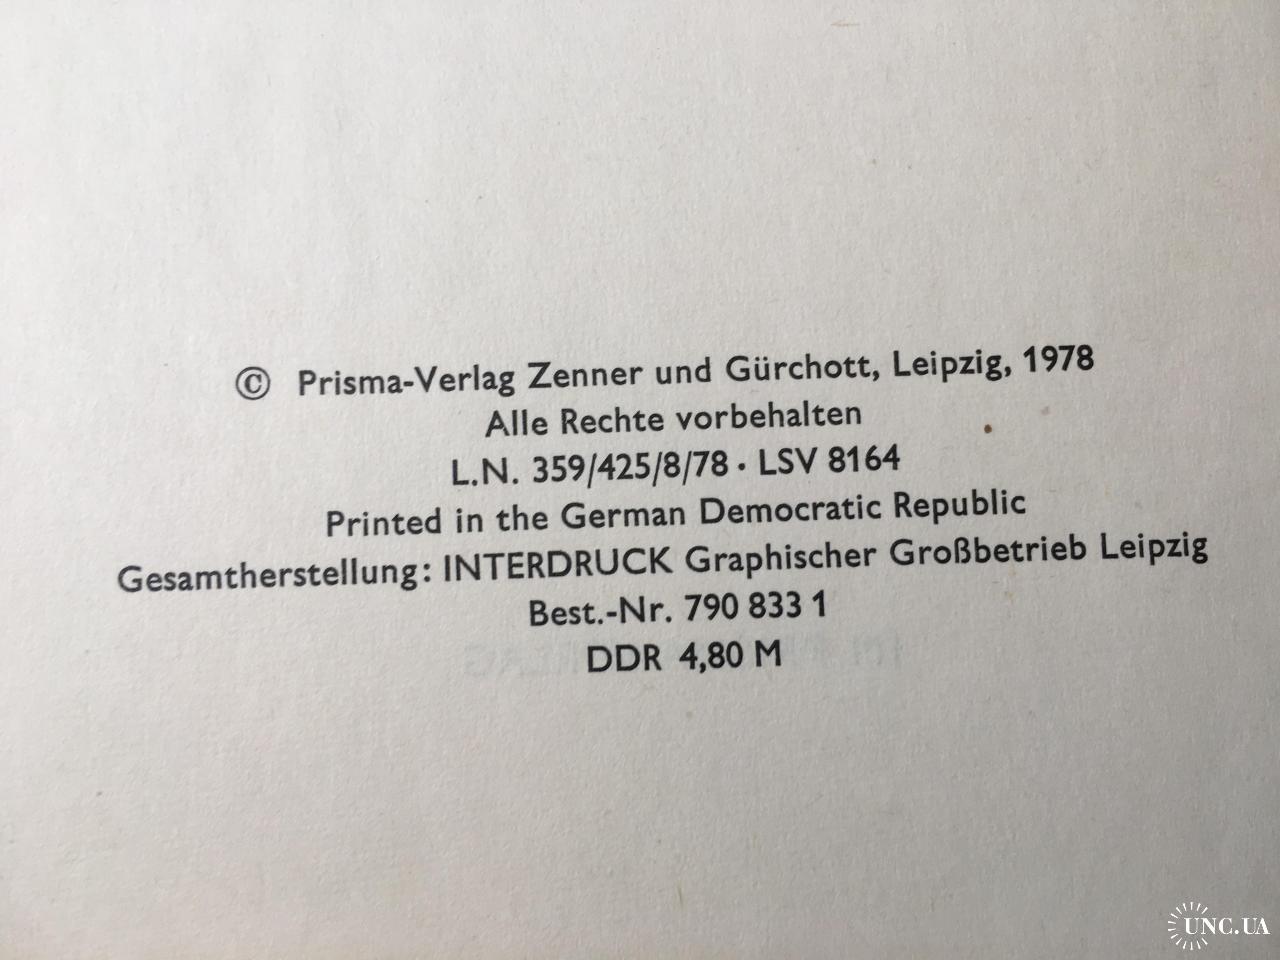 © Prisma-Verlag Zenner und Gürchott, Leipzig, 1978
Alle Rechte vorbehalten
L.N. 359/425/8/78 · LSV 8164
Printed in the German Democratic Republic
Gesamtherstellung: INTERDRUCK Graphischer Großbetrieb Leipzig
Best.-Nr. 790 833 1
DDR 4,80 M
UNC.UA